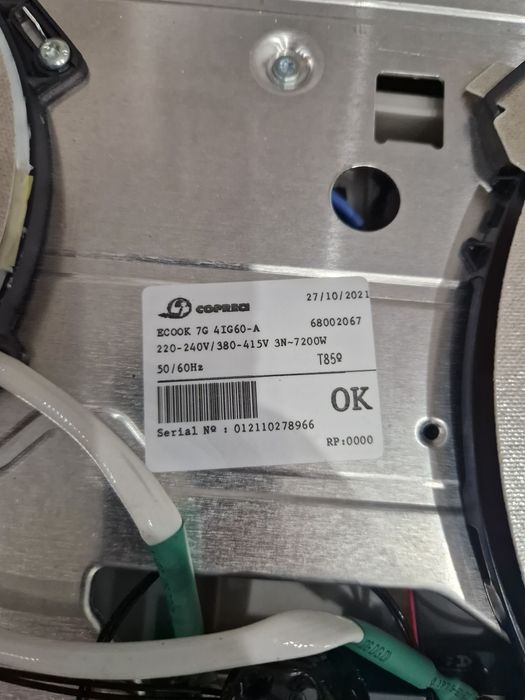 COPRECI
27/10/2021
ECOOK 7G 4IG60-A 68002067
220-240V/380-415V 3N~7200W
50/60Hz T85º
OK
Serial Nº : 012110278966
RP:0000